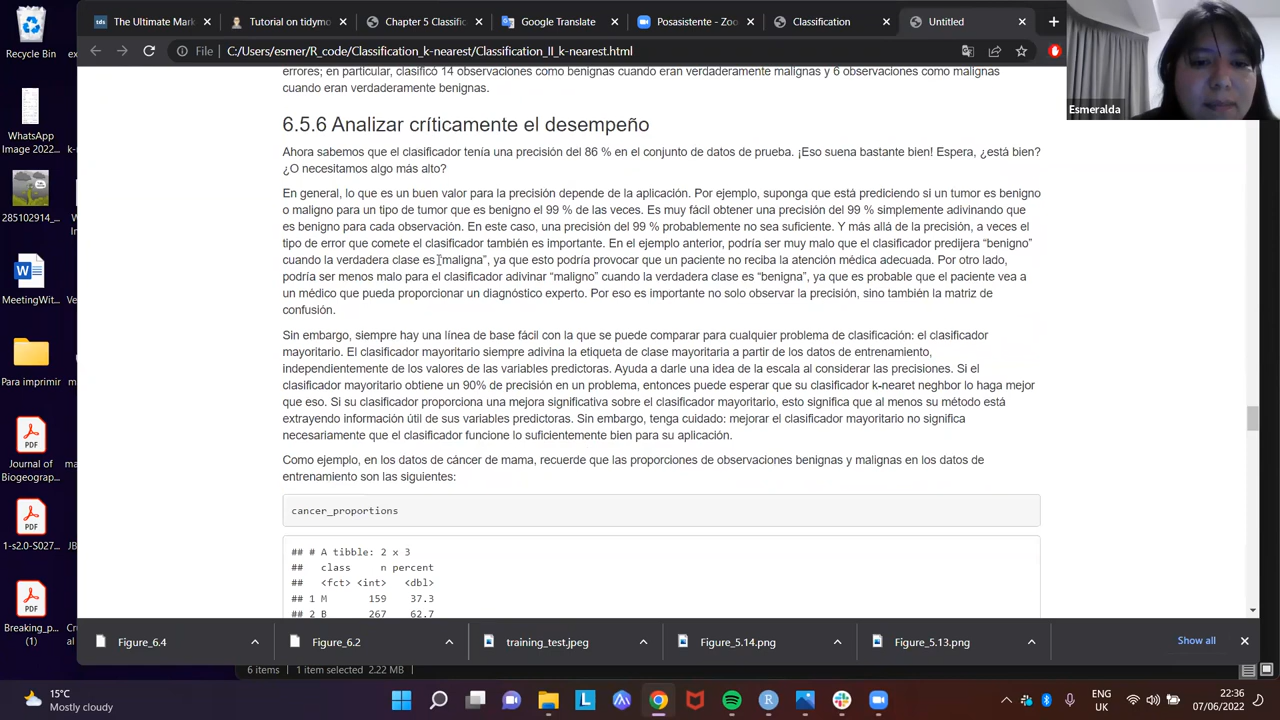 The Ultimate Mark
Tutorial on tidymo
Chapter 5 Classific
Google Translate
Posasistente - Zo
Classification
Untitled
File
C:/Users/esmer/R_code/Classification_k-nearest/Classification_II_k-nearest.html
Esmeralda
Recycle Bin
WhatsApp
Image 2022...
285102914_...
MeetingWit...
Para imprimir
Journal of
Biogeograp...
1-s2.0-S027...
Breaking_p...
(1)
errores; en particular, clasificó 14 observaciones como benignas cuando eran verdaderamente malignas y 6 observaciones como malignas
cuando eran verdaderamente benignas.
6.5.6 Analizar críticamente el desempeño
Ahora sabemos que el clasificador tenía una precisión del 86 % en el conjunto de datos de prueba. ¡Eso suena bastante bien! Espera, ¿está bien?
¿O necesitamos algo más alto?
En general, lo que es un buen valor para la precisión depende de la aplicación. Por ejemplo, suponga que está prediciendo si un tumor es benigno
o maligno para un tipo de tumor que es benigno el 99 % de las veces. Es muy fácil obtener una precisión del 99 % simplemente adivinando que
es benigno para cada observación. En este caso, una precisión del 99 % probablemente no sea suficiente. Y más allá de la precisión, a veces el
tipo de error que comete el clasificador también es importante. En el ejemplo anterior, podría ser muy malo que el clasificador predijera “benigno”
cuando la verdadera clase es “maligna”, ya que esto podría provocar que un paciente no reciba la atención médica adecuada. Por otro lado,
podría ser menos malo para el clasificador adivinar “maligno” cuando la verdadera clase es “benigna”, ya que es probable que el paciente vea a
un médico que pueda proporcionar un diagnóstico experto. Por eso es importante no solo observar la precisión, sino también la matriz de
confusión.
Sin embargo, siempre hay una línea de base fácil con la que se puede comparar para cualquier problema de clasificación: el clasificador
mayoritario. El clasificador mayoritario siempre adivina la etiqueta de clase mayoritaria a partir de los datos de entrenamiento,
independientemente de los valores de las variables predictoras. Ayuda a darle una idea de la escala al considerar las precisiones. Si el
clasificador mayoritario obtiene un 90% de precisión en un problema, entonces puede esperar que su clasificador k-nearet neghbor lo haga mejor
que eso. Si su clasificador proporciona una mejora significativa sobre el clasificador mayoritario, esto significa que al menos su método está
extrayendo información útil de sus variables predictoras. Sin embargo, tenga cuidado: mejorar el clasificador mayoritario no significa
necesariamente que el clasificador funcione lo suficientemente bien para su aplicación.
Como ejemplo, en los datos de cáncer de mama, recuerde que las proporciones de observaciones benignas y malignas en los datos de
entrenamiento son las siguientes:
cancer_proportions
## # A tibble: 2 x 3
## class n percent
## <fct> <int> <dbl>
## 1 M 159 37.3
## 2 B 267 62.7
Figure_6.4
Figure_6.2
training_test.jpeg
Figure_5.14.png
Figure_5.13.png
Show all
6 items
1 item selected 2.22 MB
15°C
Mostly cloudy
ENG
UK
22:36
07/06/2022